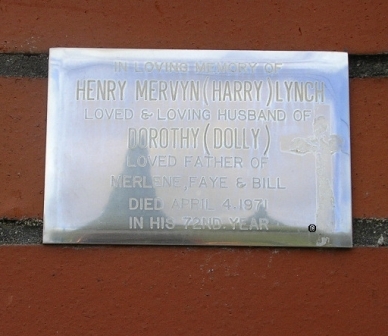 IN LOVING MEMORY OF
HENRY MERVYN (HARRY) LYNCH
LOVED & LOVING HUSBAND OF
DOROTHY (DOLLY)
LOVED FATHER OF
MERLENE, FAYE & BILL
DIED APRIL 4. 1971
IN HIS 72ND. YEAR